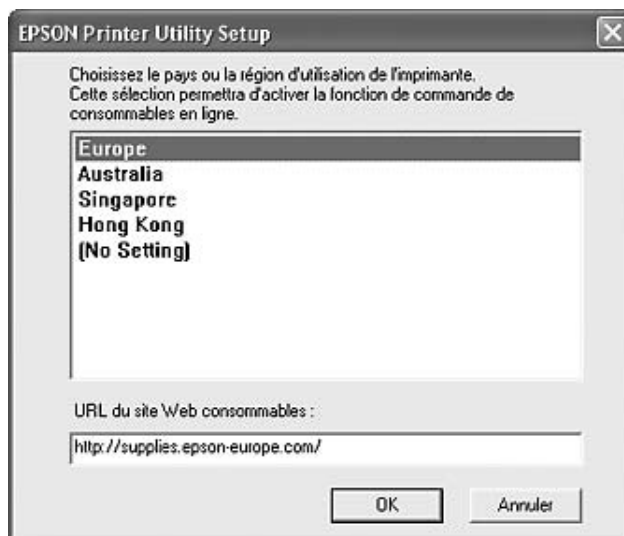 EPSON Printer Utility Setup
Choisissez le pays ou la région d'utilisation de l'imprimante.
Cette sélection permettra d'activer la fonction de commande de
consommables en ligne.
Europe
Australia
Singapore
Hong Kong
(No Setting)
URL du site Web consommables :
http://supplies.epson-europe.com/
OK
Annuler